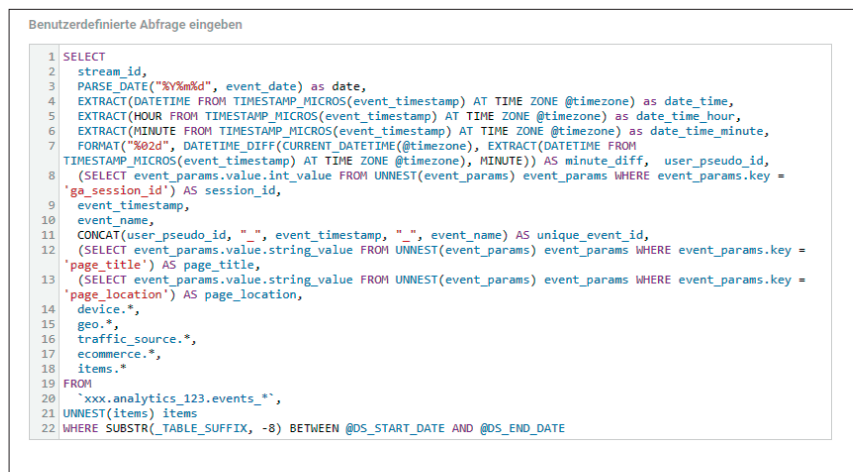 Benutzerdefinierte Abfrage eingeben
1 SELECT
2 stream_id,
3 PARSE_DATE("%Y%m%d", event_date) as date,
4 EXTRACT(DATETIME FROM TIMESTAMP_MICROS(event_timestamp) AT TIME ZONE @timezone) as date_time,
5 EXTRACT(HOUR FROM TIMESTAMP_MICROS(event_timestamp) AT TIME ZONE @timezone) as date_time_hour,
6 EXTRACT(MINUTE FROM TIMESTAMP_MICROS(event_timestamp) AT TIME ZONE @timezone) as date_time_minute,
7 FORMAT("%02d", DATETIME_DIFF(CURRENT_DATETIME(@timezone), EXTRACT(DATETIME FROM
TIMESTAMP_MICROS(event_timestamp) AT TIME ZONE @timezone), MINUTE)) AS minute_diff, user_pseudo_id,
8 (SELECT event_params.value.int_value FROM UNNEST(event_params) event_params WHERE event_params.key =
'ga_session_id') AS session_id,
9 event_timestamp,
10 event_name,
11 CONCAT(user_pseudo_id, "_", event_timestamp, "_", event_name) AS unique_event_id,
12 (SELECT event_params.value.string_value FROM UNNEST(event_params) event_params WHERE event_params.key =
'page_title') AS page_title,
13 (SELECT event_params.value.string_value FROM UNNEST(event_params) event_params WHERE event_params.key =
'page_location') AS page_location,
14 device.*,
15 geo.*,
16 traffic_source.*,
17 ecommerce.*,
18 items.*
19 FROM
20 `xxx.analytics_123.events_*`,
21 UNNEST(items) items
22 WHERE SUBSTR(_TABLE_SUFFIX, -8) BETWEEN @DS_START_DATE AND @DS_END_DATE